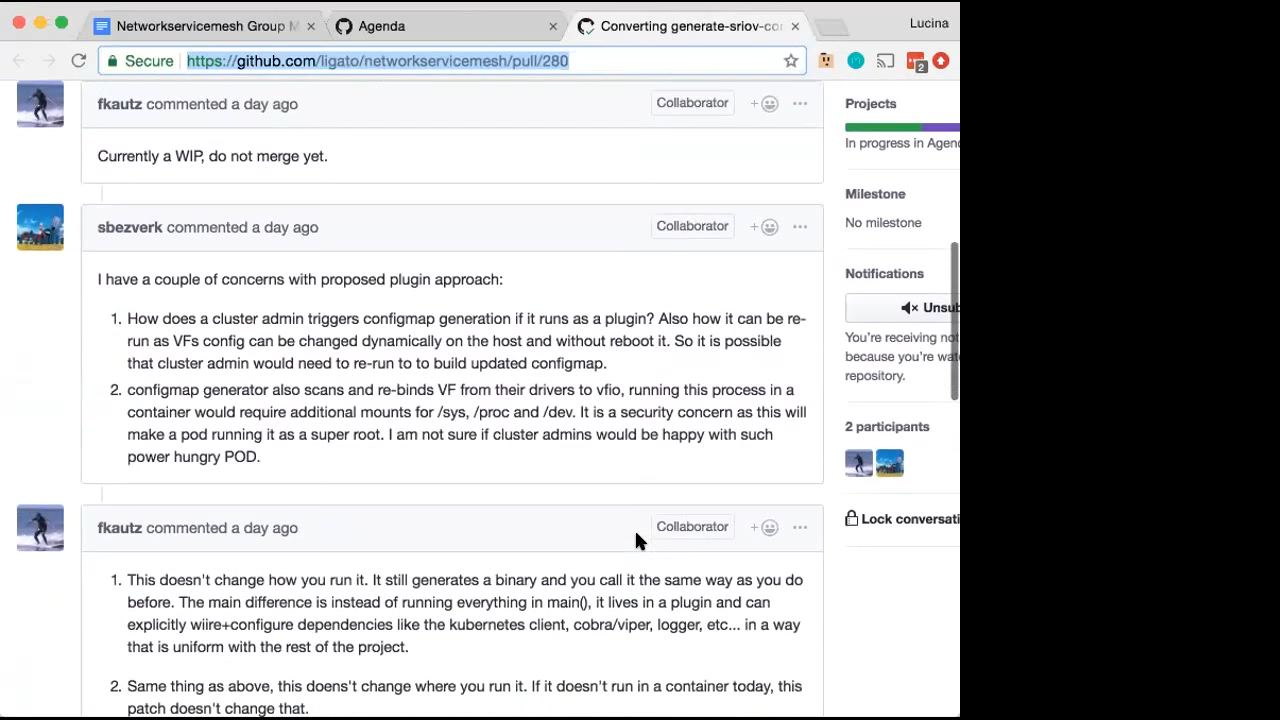 Networkservicemesh Group M
Agenda
Converting generate-sriov-con
Lucina
Secure
https://github.com/ligato/networkservicemesh/pull/280
2
fkautz commented a day ago
Collaborator
Currently a WIP, do not merge yet.
sbezverk commented a day ago
Collaborator
I have a couple of concerns with proposed plugin approach:
1. How does a cluster admin triggers configmap generation if it runs as a plugin? Also how it can be re-
run as VFs config can be changed dynamically on the host and without reboot it. So it is possible
that cluster admin would need to re-run to to build updated configmap.
2. configmap generator also scans and re-binds VF from their drivers to vfio, running this process in a
container would require additional mounts for /sys, /proc and /dev. It is a security concern as this will
make a pod running it as a super root. I am not sure if cluster admins would be happy with such
power hungry POD.
fkautz commented a day ago
Collaborator
1. This doesn't change how you run it. It still generates a binary and you call it the same way as you do
before. The main difference is instead of running everything in main(), it lives in a plugin and can
explicitly wiire+configure dependencies like the kubernetes client, cobra/viper, logger, etc... in a way
that is uniform with the rest of the project.
2. Same thing as above, this doens't change where you run it. If it doesn't run in a container today, this
patch doesn't change that.
Projects
In progress in Agen
Milestone
No milestone
Notifications
Unsub
You're receiving not
because you're wat
repository.
2 participants
Lock conversati